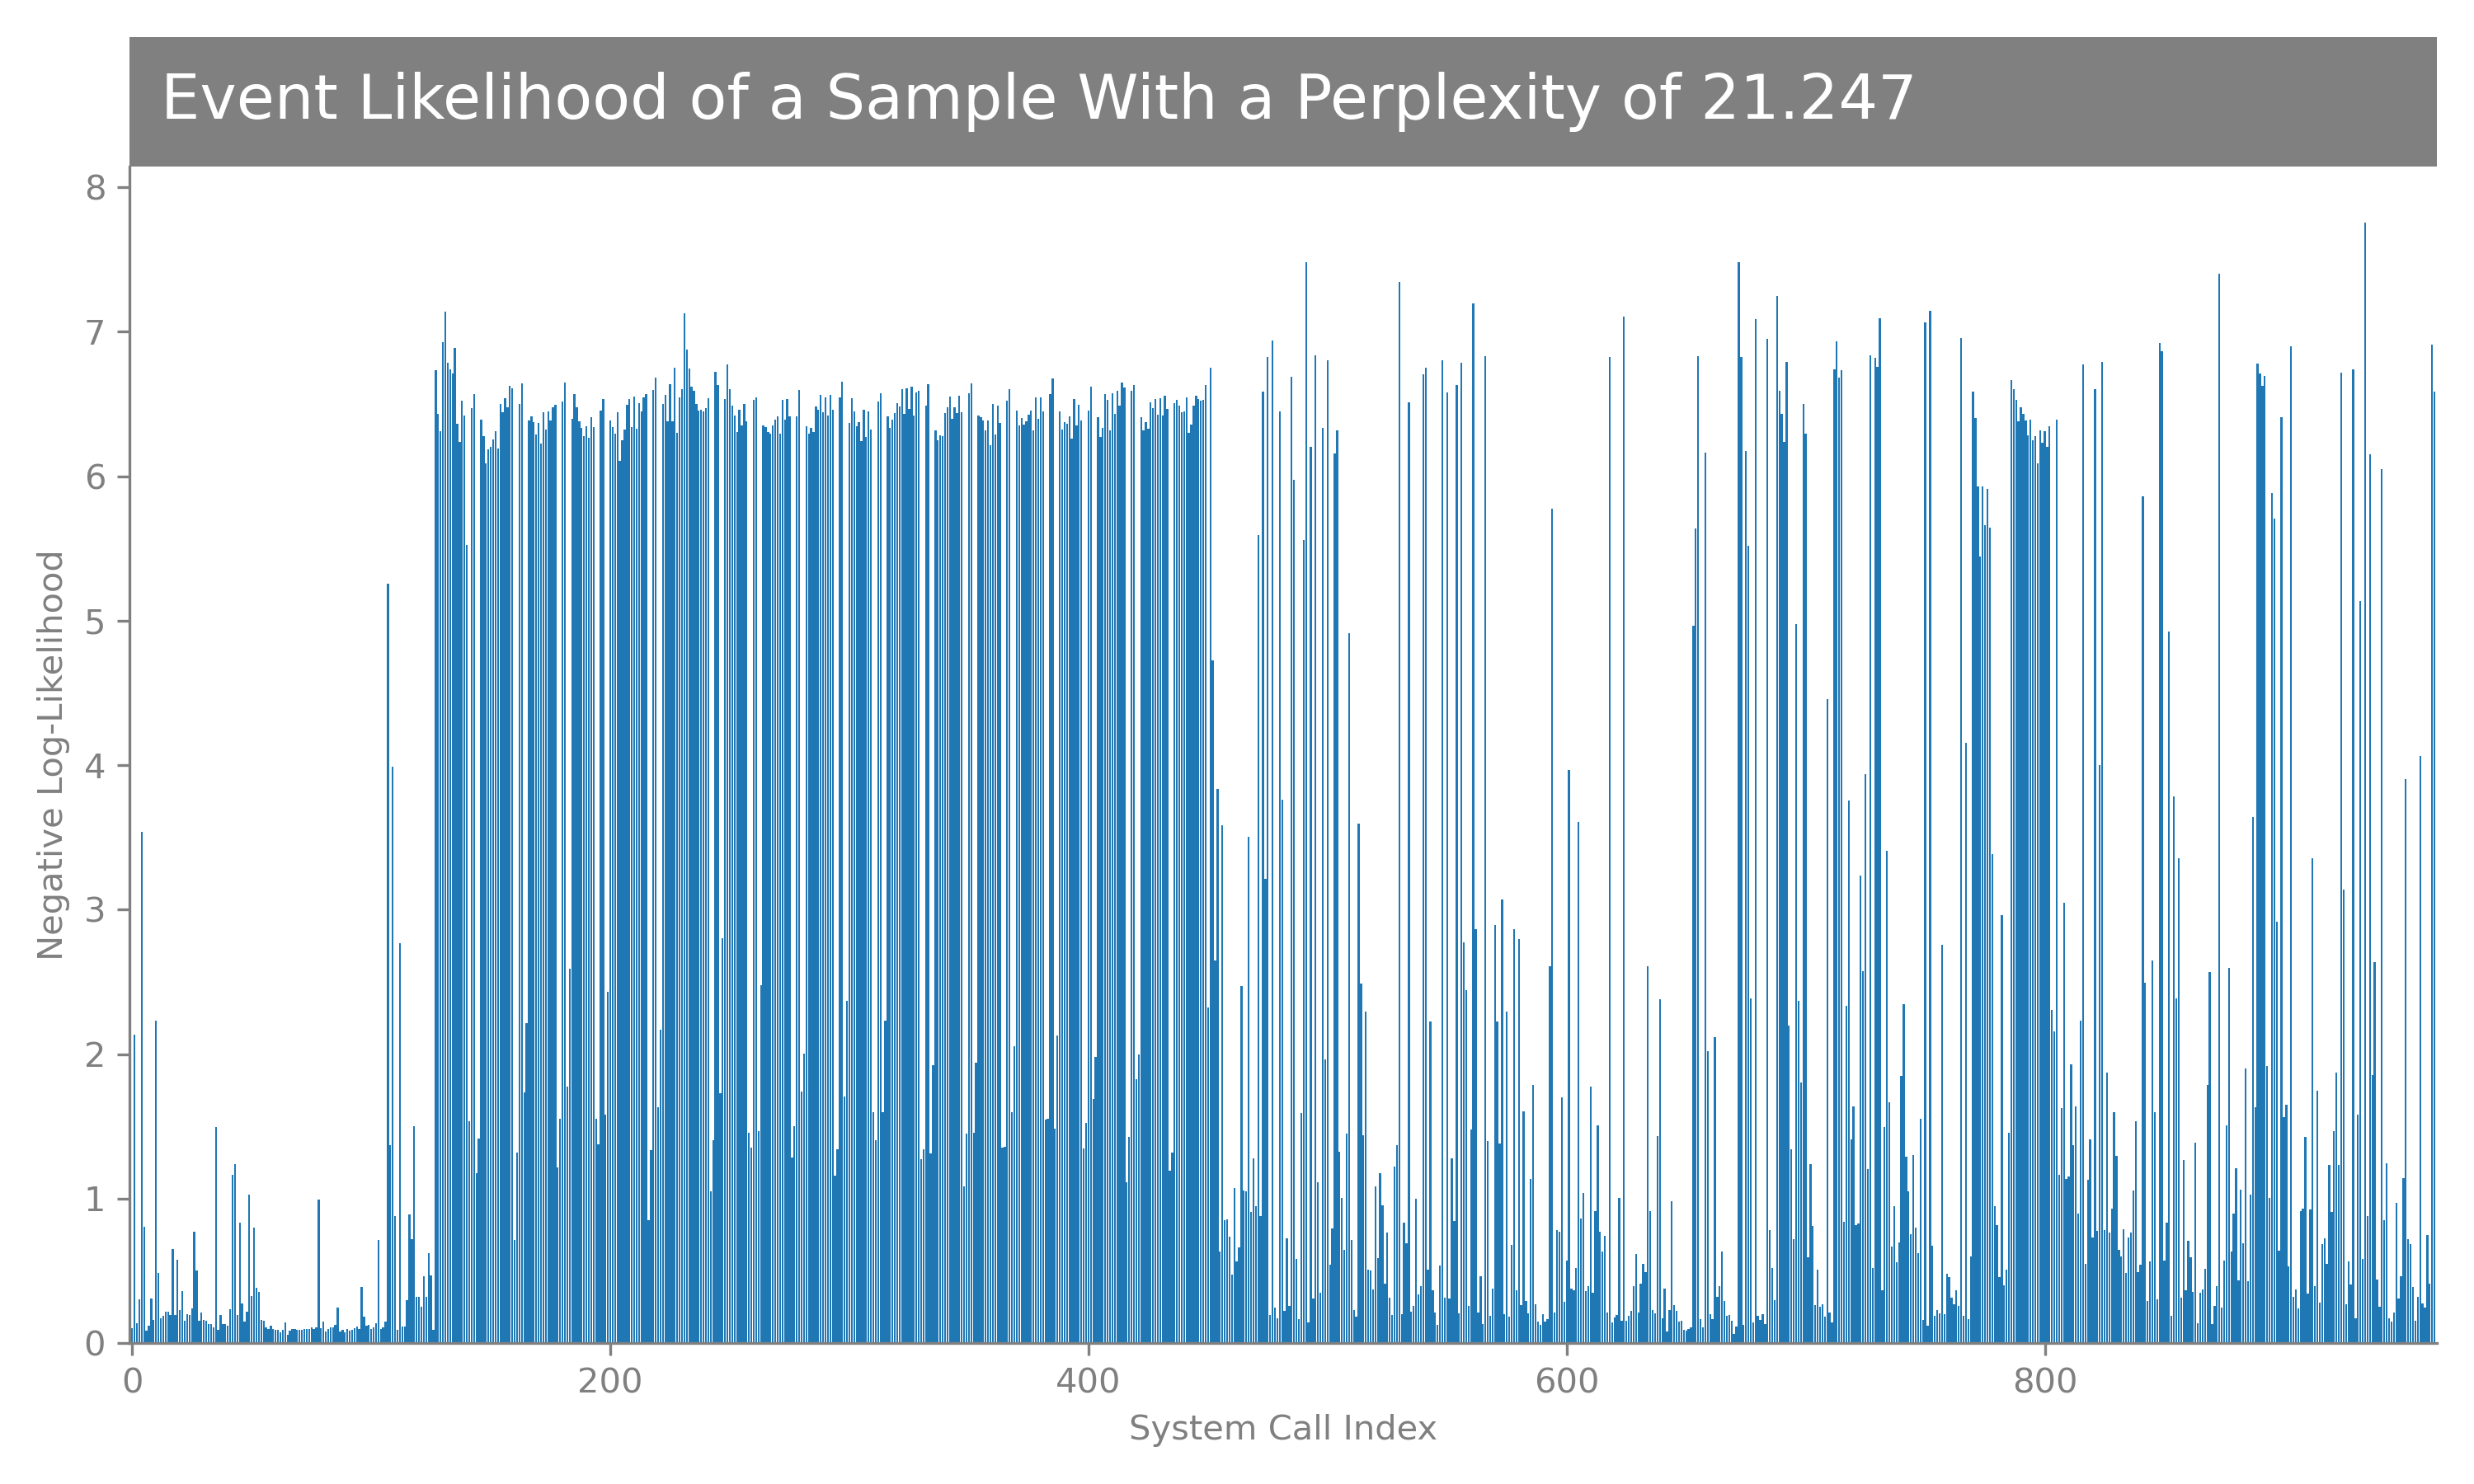 Event Likelihood of a Sample With a Perplexity of 21.247
8
7
6
5
4
3
2
1
0
Negative Log-Likelihood
0 200 400 600 800
System Call Index